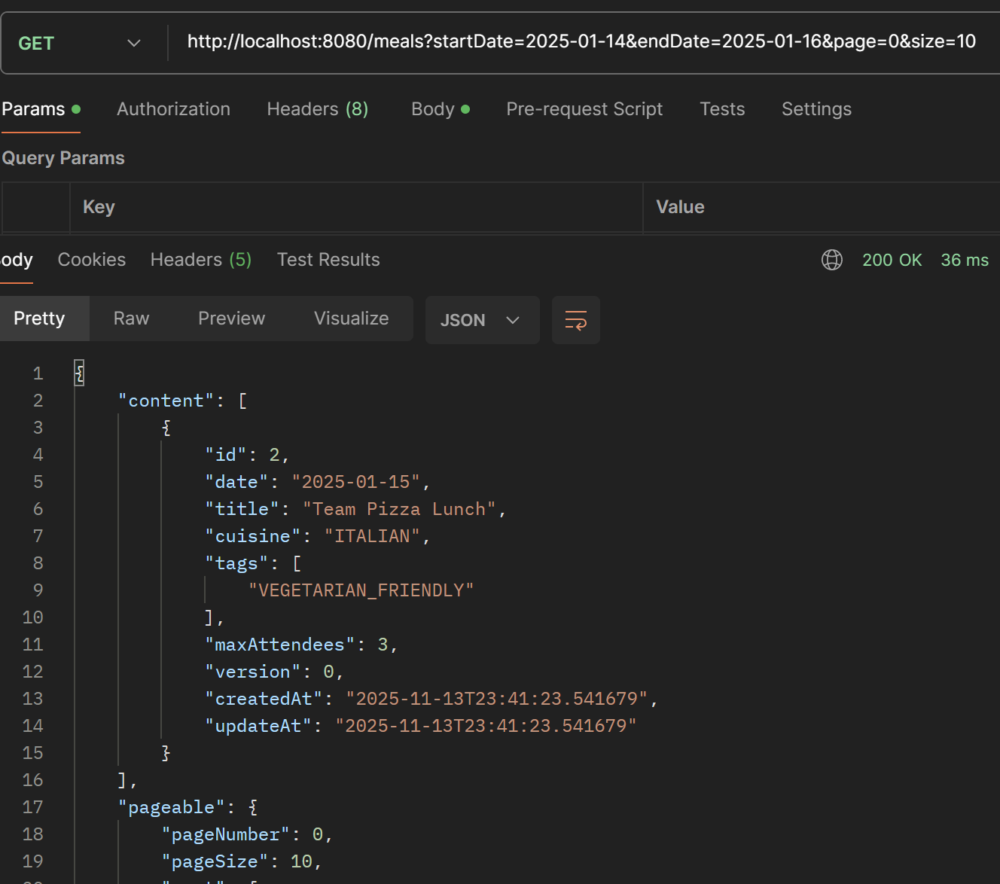 GET http://localhost:8080/meals?startDate=2025-01-14&endDate=2025-01-16&page=0&size=10
Params Authorization Headers (8) Body Pre-request Script Tests Settings
Query Params
Key Value
ody Cookies Headers (5) Test Results 200 OK 36 ms
Pretty Raw Preview Visualize JSON
1 {
2 "content": [
3 {
4 "id": 2,
5 "date": "2025-01-15",
6 "title": "Team Pizza Lunch",
7 "cuisine": "ITALIAN",
8 "tags": [
9 "VEGETARIAN_FRIENDLY"
10 ],
11 "maxAttendees": 3,
12 "version": 0,
13 "createdAt": "2025-11-13T23:41:23.541679",
14 "updateAt": "2025-11-13T23:41:23.541679"
15 }
16 ],
17 "pageable": {
18 "pageNumber": 0,
19 "pageSize": 10,